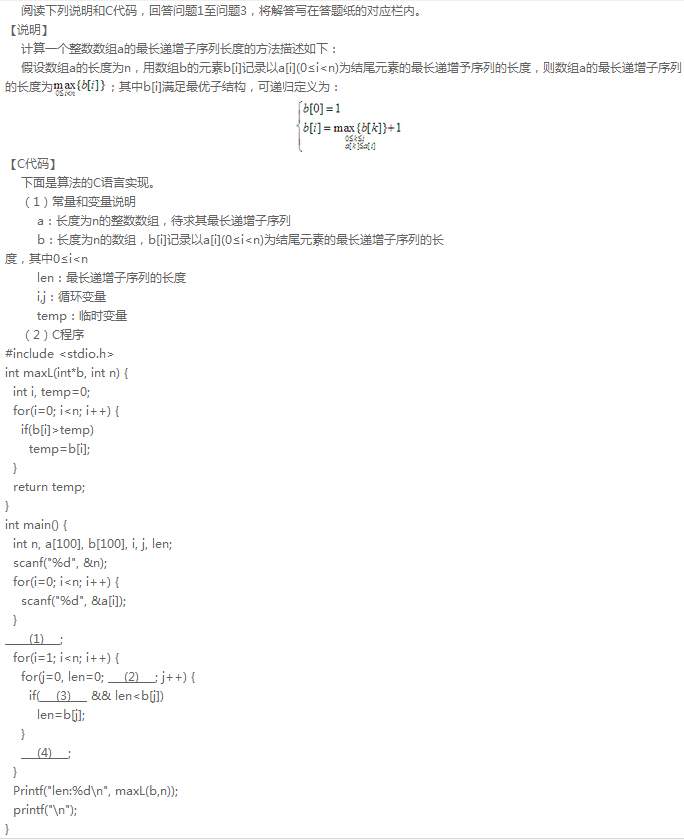 阅读下列说明和C代码，回答问题1至问题3，将解答写在答题纸的对应栏内。
【说明】
计算一个整数数组a的最长递增子序列长度的方法描述如下：
假设数组a的长度为n，用数组b的元素b[i]记录以a[i](0≤i<n)为结尾元素的最长递增予序列的长度，则数组a的最长递增子序列
的长度为max{b[i]}；其中b[i]满足最优子结构，可递归定义为：
0≤i<n
b[0]=1
b[i]=max{b[k]}+1
0≤k≤i
a[k]≤a[i]
【C代码】
下面是算法的C语言实现。
（1）常量和变量说明
a：长度为n的整数数组，待求其最长递增子序列
b：长度为n的数组，b[i]记录以a[i](0≤i<n)为结尾元素的最长递增子序列的长
度，其中0≤i<n
len：最长递增子序列的长度
i,j：循环变量
temp：临时变量
（2）C程序
#include <stdio.h>
int maxL(int*b, int n) {
int i, temp=0;
for(i=0; i<n; i++) {
if(b[i]>temp)
temp=b[i];
}
return temp;
}
int main() {
int n, a[100], b[100], i, j, len;
scanf("%d", &n);
for(i=0; i<n; i++) {
scanf("%d", &a[i]);
}
____(1)___;
for(i=1; i<n; i++) {
for(j=0, len=0; ___(2)___; j++) {
if(___(3)___ && len<b[j])
len=b[j];
}
___(4)___;
}
Printf("len:%d\n", maxL(b,n));
printf("\n");
}